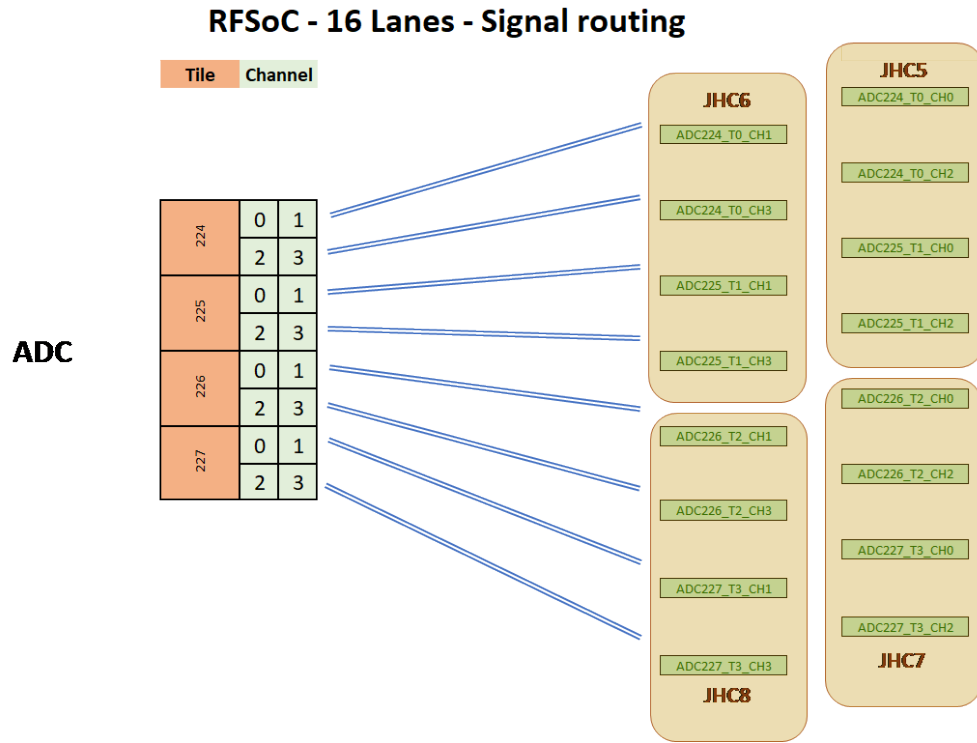 RFSoC - 16 Lanes - Signal routing
Tile Channel
ADC
224
0 1
2 3
225
0 1
2 3
226
0 1
2 3
227
0 1
2 3
JHC6
ADC224_T0_CH1
ADC224_T0_CH3
ADC225_T1_CH1
ADC225_T1_CH3
JHC5
ADC224_T0_CH0
ADC224_T0_CH2
ADC225_T1_CH0
ADC225_T1_CH2
ADC226_T2_CH1
ADC226_T2_CH3
ADC227_T3_CH1
ADC227_T3_CH3
JHC8
ADC226_T2_CH0
ADC226_T2_CH2
ADC227_T3_CH0
ADC227_T3_CH2
JHC7